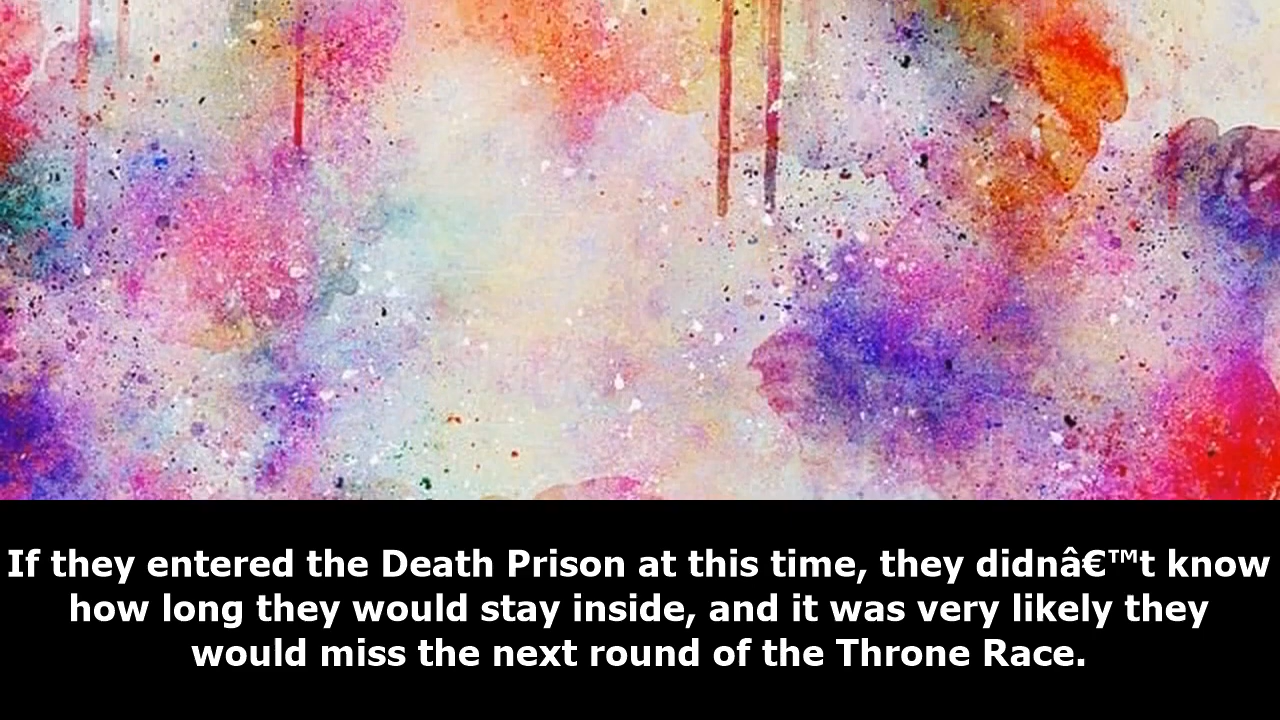 If they entered the Death Prison at this time, they didnâ€™t know
how long they would stay inside, and it was very likely they
would miss the next round of the Throne Race.